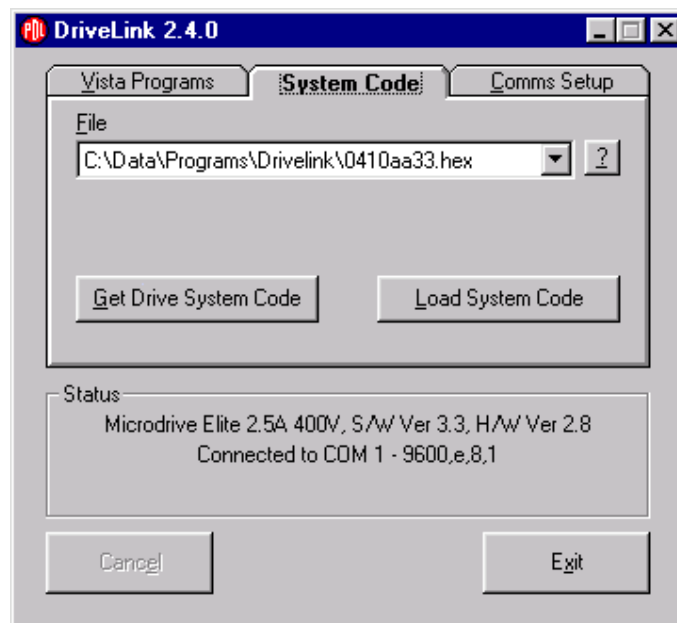 PDL DriveLink 2.4.0
Vista Programs System Code Comms Setup
File
C:\Data\Programs\Drivelink\0410aa33.hex ?
Get Drive System Code Load System Code
Status
Microdrive Elite 2.5A 400V, S/W Ver 3.3, H/W Ver 2.8
Connected to COM 1 - 9600,e,8,1
Cancel Exit